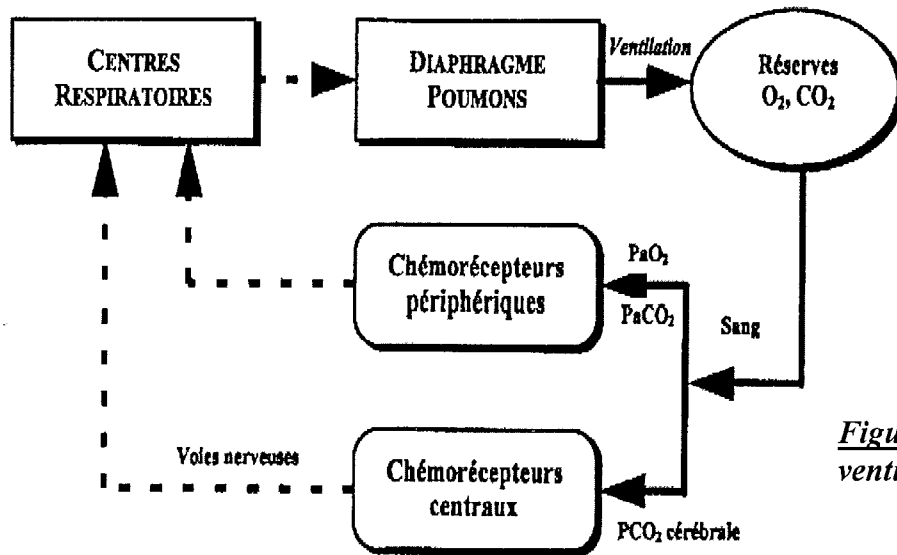 CENTRES
RESPIRATOIRES
DIAPHRAGME
POUMONS
Ventilation
Réserves
O₂, CO₂
Chémorécepteurs
périphériques
PaO₂
PaCO₂
Sang
Voies nerveuses
Chémorécepteurs
centraux
PCO₂ cérébrale